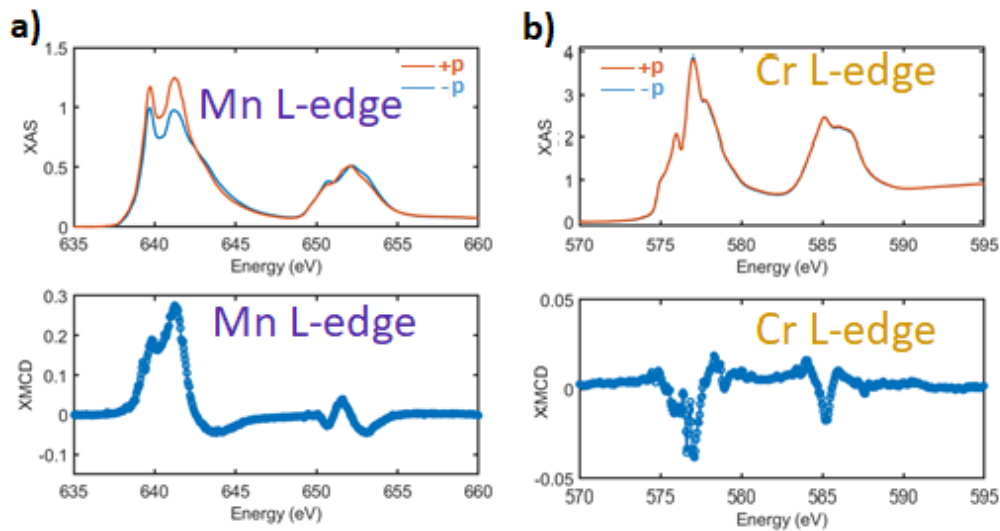 a)
1.5
1
0.5
0
XAS
+p
-p
Mn L-edge
635 640 645 650 655 660
Energy (eV)
0.3
0.2
0.1
0
-0.1
XMCD
Mn L-edge
635 640 645 650 655 660
Energy (eV)
b)
4
3
2
1
0
XAS
+p
-p
Cr L-edge
570 575 580 585 590 595
Energy (eV)
0.05
0
-0.05
XMCD
Cr L-edge
570 575 580 585 590 595
Energy (eV)